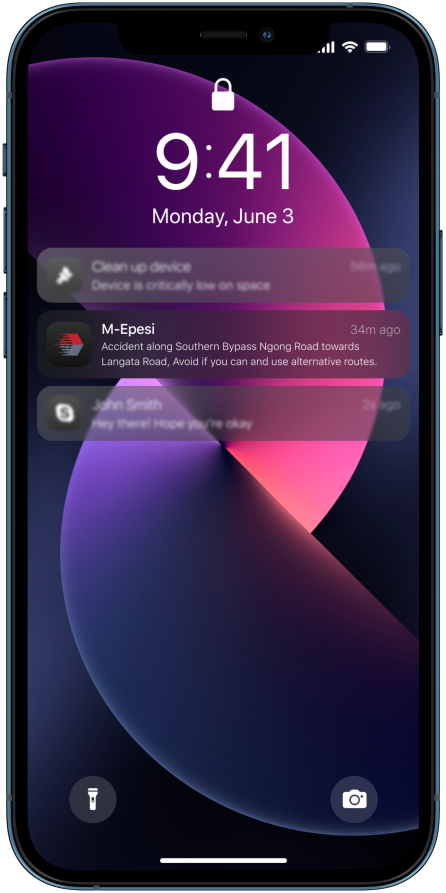 9:41
Monday, June 3
Clean up device 56m ago
Device is critically low on space
M-Epesi 34m ago
Accident along Southern Bypass Ngong Road towards
Langata Road, Avoid if you can and use alternative routes.
John Smith 2s ago
Hey there! Hope you're okay